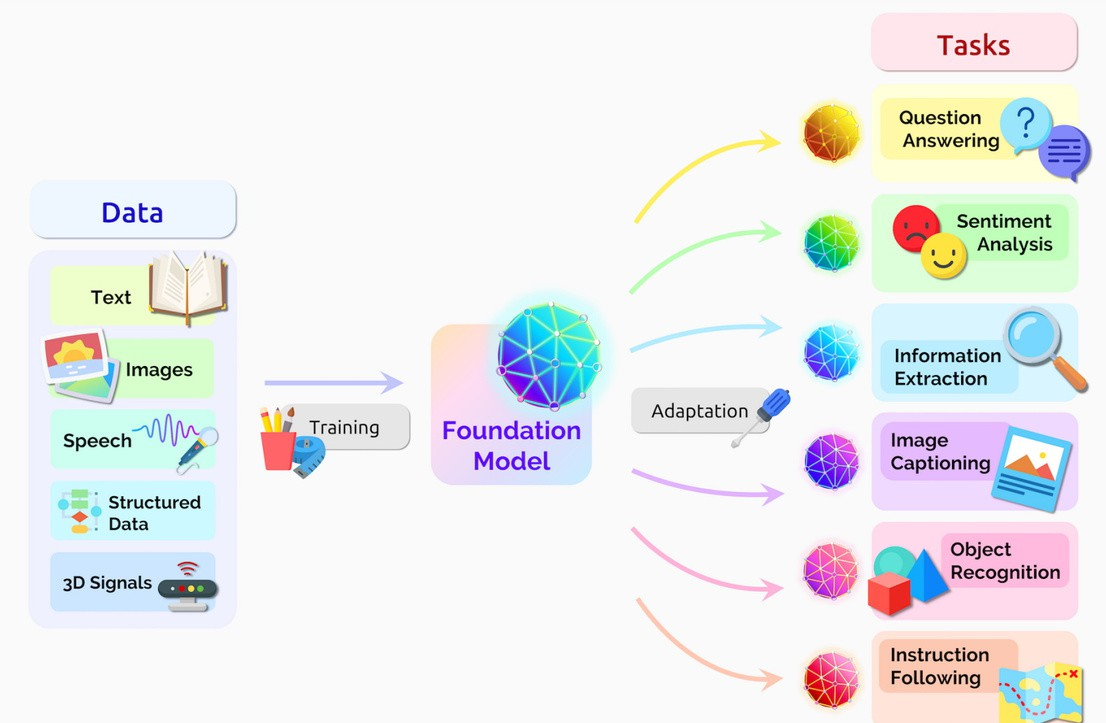 Data
Text
Images
Speech
Structured
Data
3D Signals
Training
Foundation
Model
Adaptation
Tasks
Question
Answering
?
Sentiment
Analysis
Information
Extraction
Image
Captioning
Object
Recognition
Instruction
Following